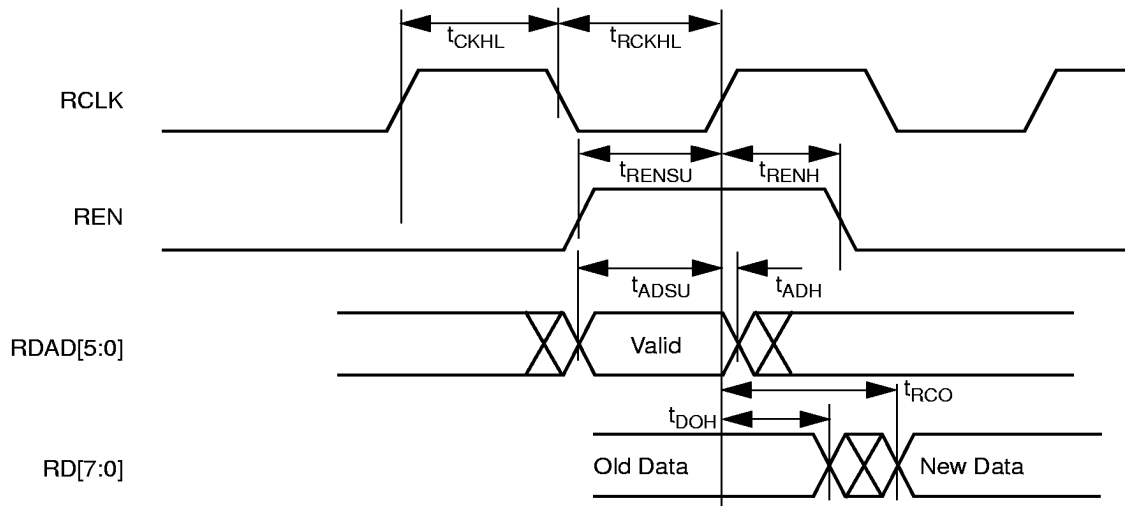 tCKHL tRCKHL
RCLK
tRENSU tRENH
REN
tADSU tADH
RDAD[5:0] Valid
tRCO
tDOH
RD[7:0] Old Data New Data